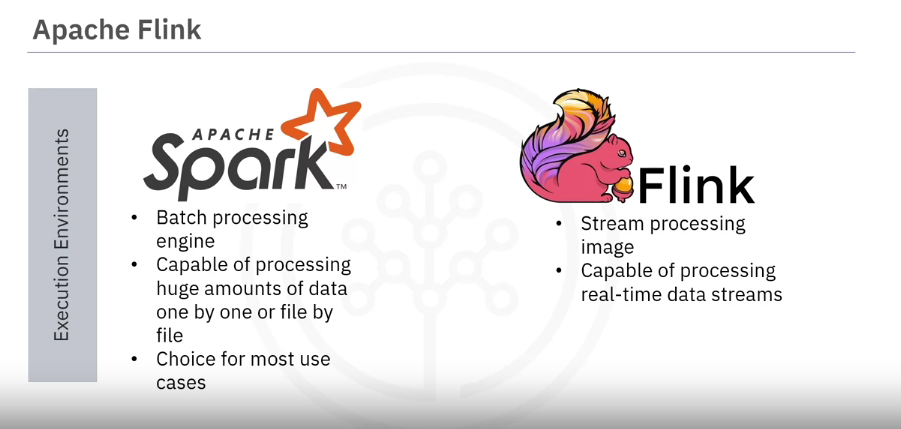 Apache Flink
Execution Environments
APACHE
Spark™
• Batch processing
engine
• Capable of processing
huge amounts of data
one by one or file by
file
• Choice for most use
cases
Flink
• Stream processing
image
• Capable of processing
real-time data streams